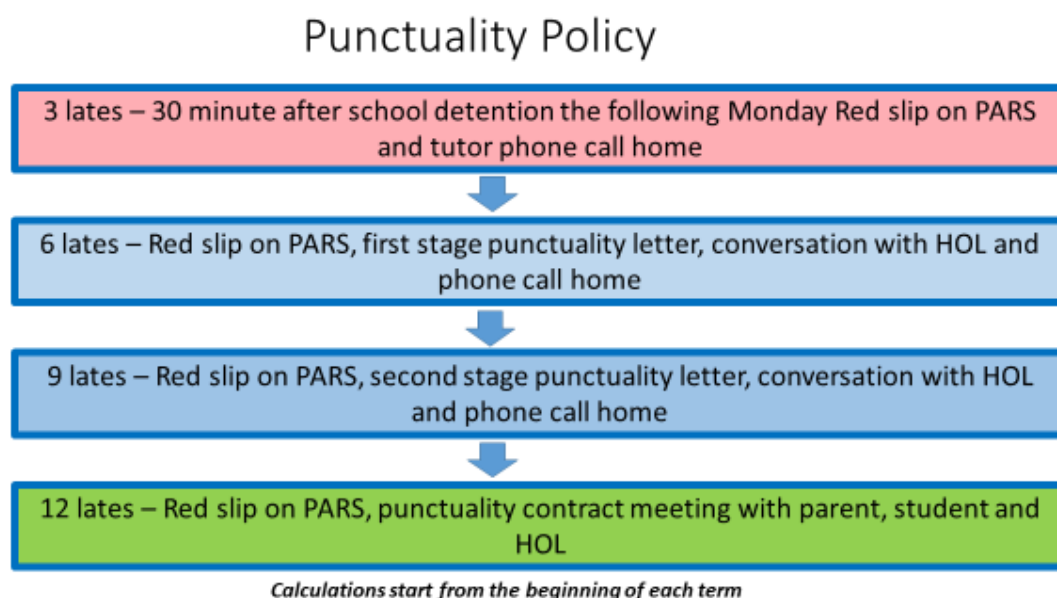 Punctuality Policy
3 lates – 30 minute after school detention the following Monday Red slip on PARS
and tutor phone call home
6 lates – Red slip on PARS, first stage punctuality letter, conversation with HOL and
phone call home
9 lates – Red slip on PARS, second stage punctuality letter, conversation with HOL
and phone call home
12 lates – Red slip on PARS, punctuality contract meeting with parent, student and
HOL
Calculations start from the beginning of each term